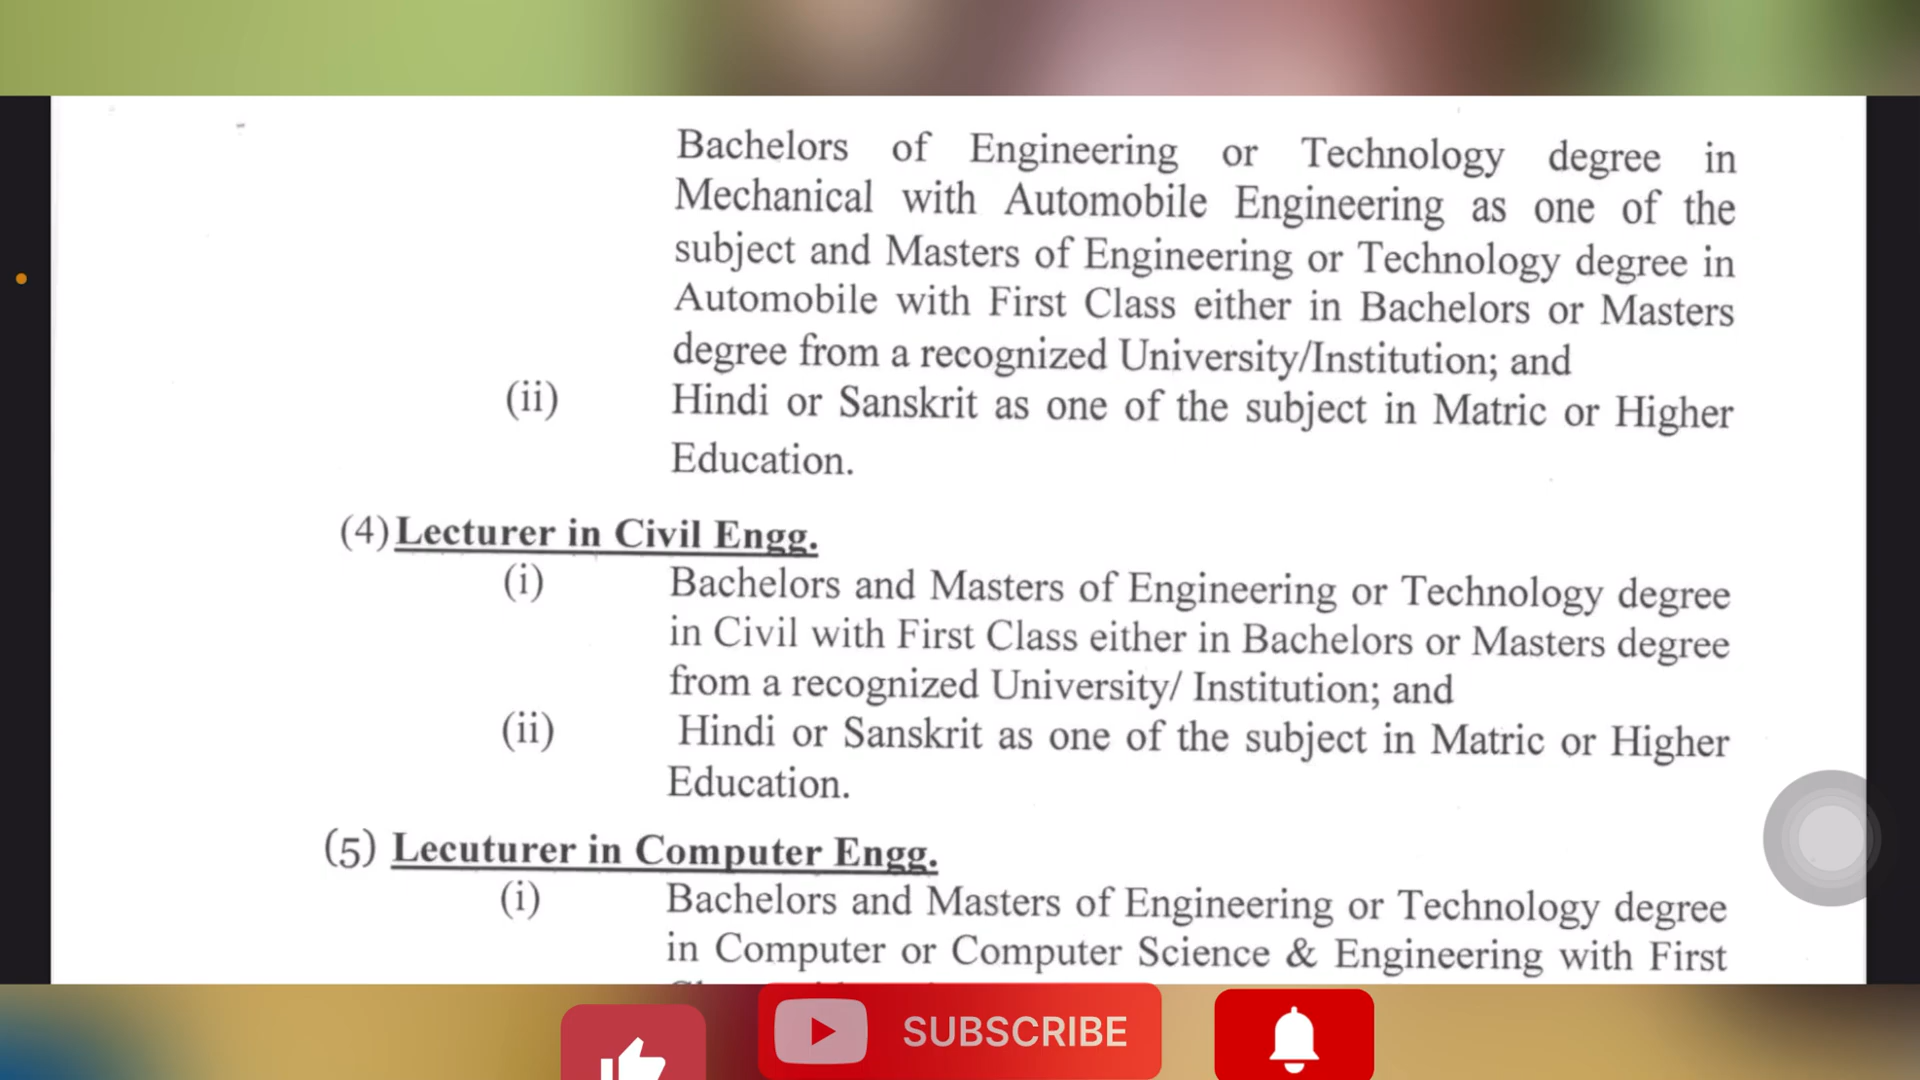 Bachelors of Engineering or Technology degree in
Mechanical with Automobile Engineering as one of the
subject and Masters of Engineering or Technology degree in
Automobile with First Class either in Bachelors or Masters
degree from a recognized University/Institution; and
(ii) Hindi or Sanskrit as one of the subject in Matric or Higher
Education.
(4) Lecturer in Civil Engg.
(i) Bachelors and Masters of Engineering or Technology degree
in Civil with First Class either in Bachelors or Masters degree
from a recognized University/ Institution; and
(ii) Hindi or Sanskrit as one of the subject in Matric or Higher
Education.
(5) Lecuturer in Computer Engg.
(i) Bachelors and Masters of Engineering or Technology degree
in Computer or Computer Science & Engineering with First
SUBSCRIBE